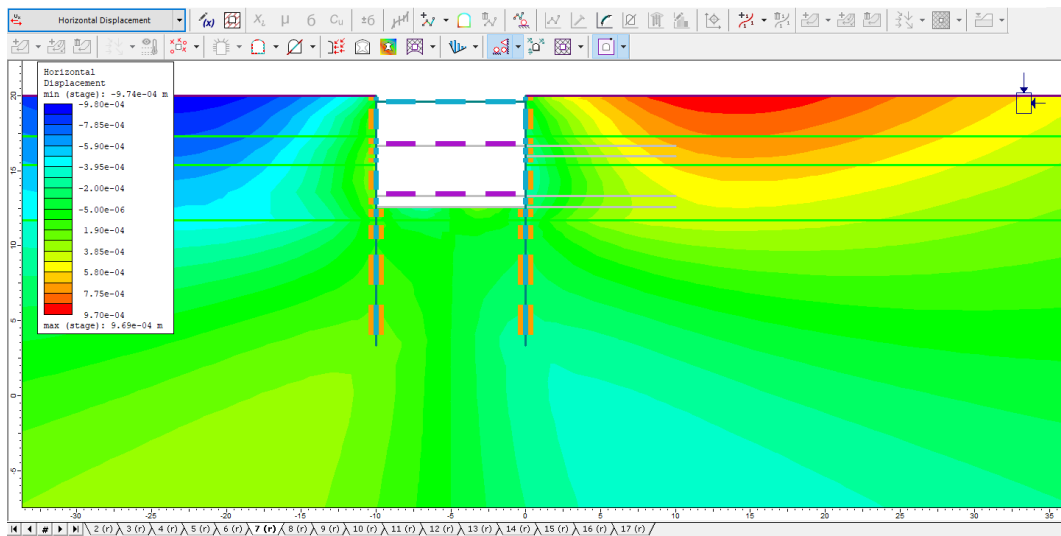 Horizontal Displacement
Horizontal
Displacement
min (stage): -9.74e-04 m
-9.80e-04
-7.85e-04
-3.95e-04
-2.00e-04
-5.00e-06
1.90e-04
3.85e-04
5.80e-04
7.75e-04
9.70e-04
max (stage): 9.69e-04 m
20
15
10
5
0
-5
-30
-25
-20
-15
-10
-5
0
5
10
15
20
25
30
35
2 (r) 3 (r) 4 (r) 5 (r) 6 (r) 7 (r) 8 (r) 9 (r) 10 (r) 11 (r) 12 (r) 13 (r) 14 (r) 15 (r) 16 (r) 17 (r)